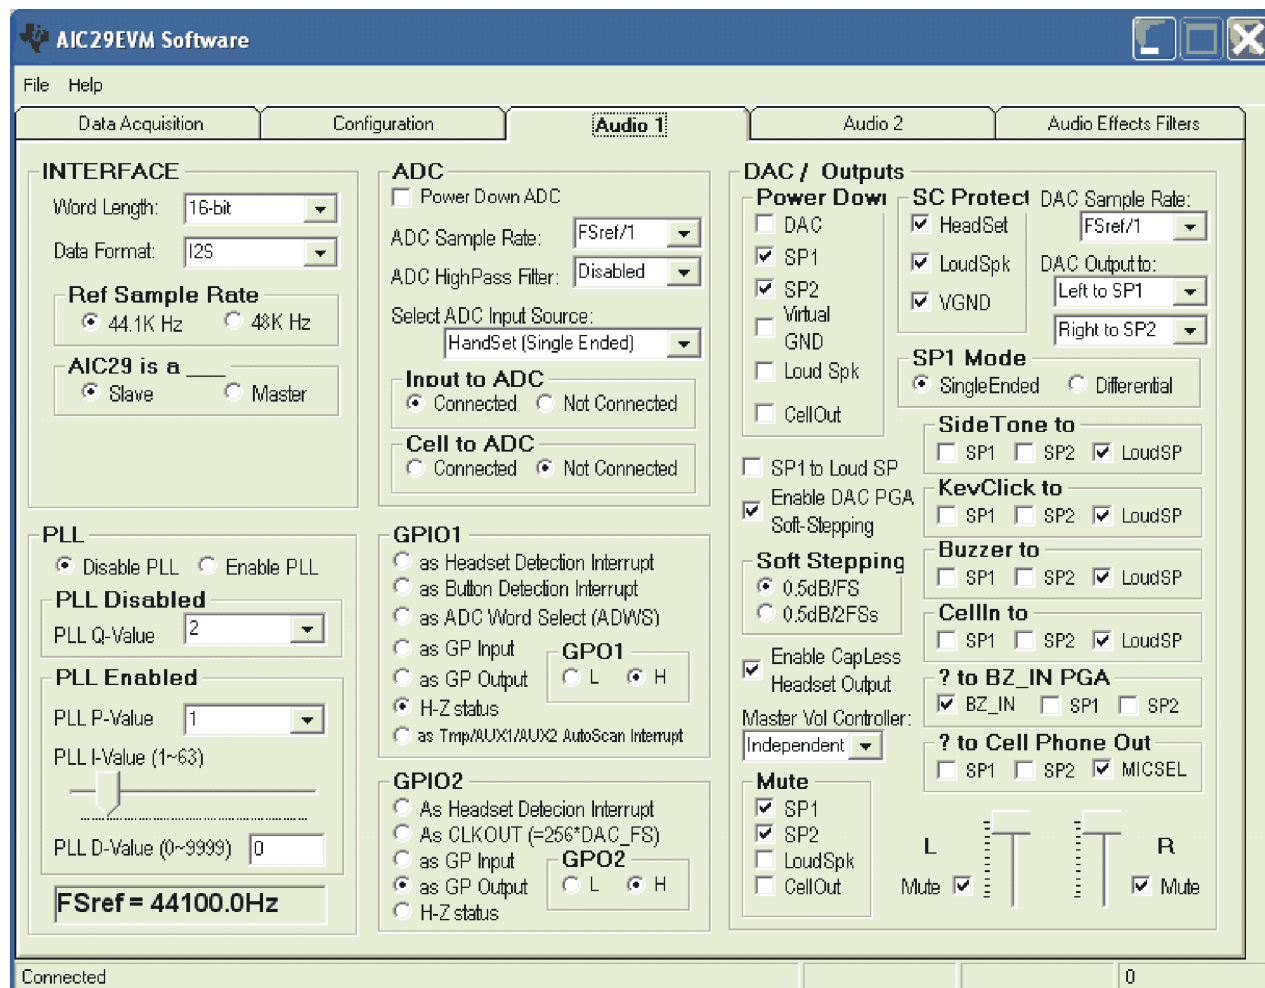 AIC29EVM Software
File Help
Data Acquisition Configuration Audio 1 Audio 2 Audio Effects Filters
INTERFACE
Word Length: 16-bit
Data Format: I2S
Ref Sample Rate
44.1K Hz 48K Hz
AIC29 is a ___
Slave Master
PLL
Disable PLL Enable PLL
PLL Disabled
PLL Q-Value 2
PLL Enabled
PLL P-Value 1
PLL I-Value (1~63)
PLL D-Value (0~9999) 0
FSref = 44100.0Hz
ADC
Power Down ADC
ADC Sample Rate: FSref/1
ADC HighPass Filter: Disabled
Select ADC Input Source:
HandSet (Single Ended)
Input to ADC
Connected Not Connected
Cell to ADC
Connected Not Connected
GPIO1
as Headset Detection Interrupt
as Button Detection Interrupt
as ADC Word Select (ADWS)
as GP Input
as GP Output
GPO1
L H
H-Z status
as Tmp/AUX1/AUX2 AutoScan Interrupt
GPIO2
As Headset Detecion Interrupt
As CLKOUT (=256*DAC_FS)
as GP Input
as GP Output
GPO2
L H
H-Z status
DAC / Outputs
Power Down
DAC
SP1
SP2
Virtual
GND
Loud Spk
CellOut
SC Protect
HeadSet
LoudSpk
VGND
DAC Sample Rate:
FSref/1
DAC Output to:
Left to SP1
Right to SP2
SP1 Mode
SingleEnded Differential
SP1 to Loud SP
Enable DAC PGA
Soft-Stepping
Soft Stepping
0.5dB/FS
0.5dB/2FSs
Enable CapLess
Headset Output
Master Vol Controller:
Independent
Mute
SP1
SP2
LoudSpk
CellOut
SideTone to
SP1 SP2 LoudSP
KeyClick to
SP1 SP2 LoudSP
Buzzer to
SP1 SP2 LoudSP
CellIn to
SP1 SP2 LoudSP
? to BZ_IN PGA
BZ_IN SP1 SP2
? to Cell Phone Out
SP1 SP2 MICSEL
L R
Mute Mute
Connected 0